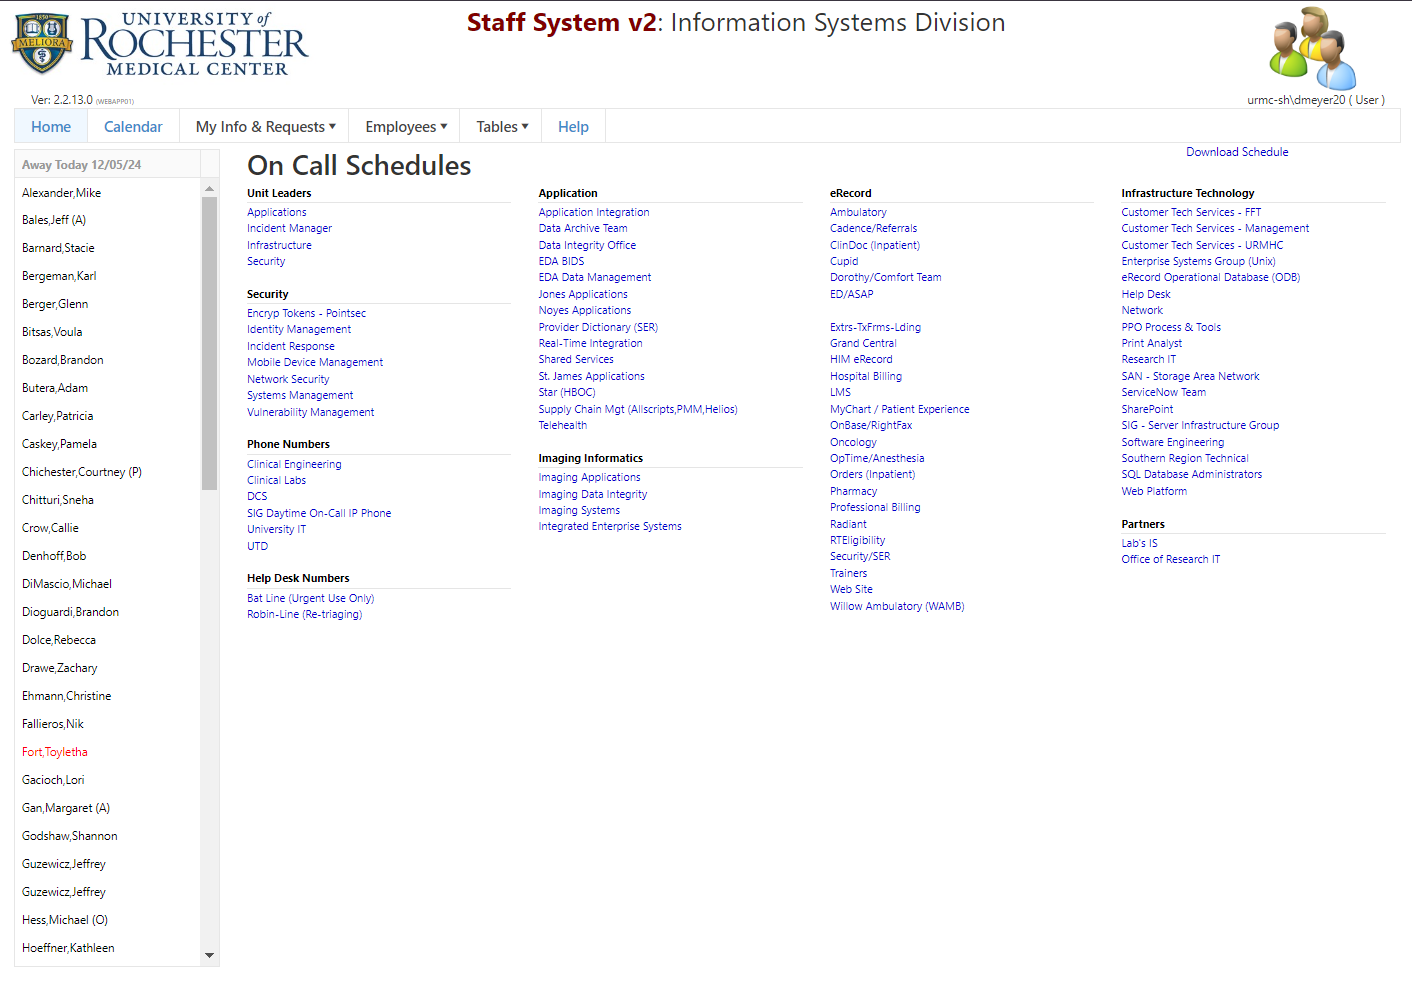 UNIVERSITY of
ROCHESTER
MEDICAL CENTER
1850
MELIORA
Staff System v2: Information Systems Division
Ver: 2.2.13.0 (WEBAPP01)
urmc-sh\dmeyer20 ( User )
Home
Calendar
My Info & Requests
Employees
Tables
Help
Away Today 12/05/24
Alexander,Mike
Bales,Jeff (A)
Barnard,Stacie
Bergeman,Karl
Berger,Glenn
Bitsas,Voula
Bozard,Brandon
Butera,Adam
Carley,Patricia
Caskey,Pamela
Chichester,Courtney (P)
Chitturi,Sneha
Crow,Callie
Denhoff,Bob
DiMascio,Michael
Dioguardi,Brandon
Dolce,Rebecca
Drawe,Zachary
Ehmann,Christine
Fallieros,Nik
Fort,Toyletha
Gacioch,Lori
Gan,Margaret (A)
Godshaw,Shannon
Guzewicz,Jeffrey
Guzewicz,Jeffrey
Hess,Michael (O)
Hoeffner,Kathleen
Download Schedule
On Call Schedules
Unit Leaders
Applications
Incident Manager
Infrastructure
Security
Security
Encryp Tokens - Pointsec
Identity Management
Incident Response
Mobile Device Management
Network Security
Systems Management
Vulnerability Management
Phone Numbers
Clinical Engineering
Clinical Labs
DCS
SIG Daytime On-Call IP Phone
University IT
UTD
Help Desk Numbers
Bat Line (Urgent Use Only)
Robin-Line (Re-triaging)
Application
Application Integration
Data Archive Team
Data Integrity Office
EDA BIDS
EDA Data Management
Jones Applications
Noyes Applications
Provider Dictionary (SER)
Real-Time Integration
Shared Services
St. James Applications
Star (HBOC)
Supply Chain Mgt (Allscripts,PMM,Helios)
Telehealth
Imaging Informatics
Imaging Applications
Imaging Data Integrity
Imaging Systems
Integrated Enterprise Systems
eRecord
Ambulatory
Cadence/Referrals
ClinDoc (Inpatient)
Cupid
Dorothy/Comfort Team
ED/ASAP
Extrs-TxFrms-Lding
Grand Central
HIM eRecord
Hospital Billing
LMS
MyChart / Patient Experience
OnBase/RightFax
Oncology
OpTime/Anesthesia
Orders (Inpatient)
Pharmacy
Professional Billing
Radiant
RTEligibility
Security/SER
Trainers
Web Site
Willow Ambulatory (WAMB)
Infrastructure Technology
Customer Tech Services - FFT
Customer Tech Services - Management
Customer Tech Services - URMHC
Enterprise Systems Group (Unix)
eRecord Operational Database (ODB)
Help Desk
Network
PPO Process & Tools
Print Analyst
Research IT
SAN - Storage Area Network
ServiceNow Team
SharePoint
SIG - Server Infrastructure Group
Software Engineering
Southern Region Technical
SQL Database Administrators
Web Platform
Partners
Lab's IS
Office of Research IT